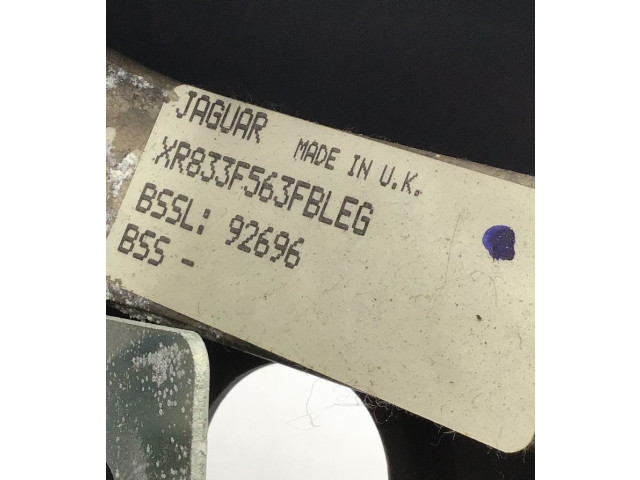 JAGUAR MADE IN U.K.
XR833F563FBLEG
BSSL: 92696
BSS -